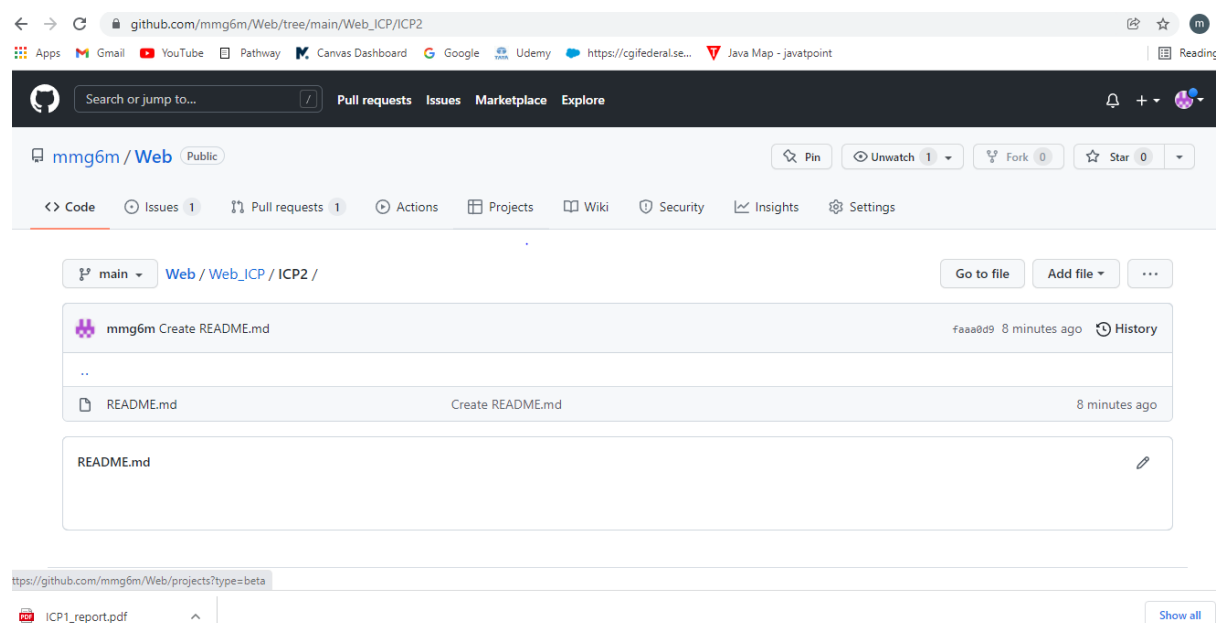 github.com/mmg6m/Web/tree/main/Web_ICP/ICP2 m
Apps Gmail YouTube Pathway Canvas Dashboard Google Udemy https://cgifederal.se... Java Map - javatpoint Reading
Search or jump to... / Pull requests Issues Marketplace Explore
mmg6m / Web Public Pin Unwatch 1 Fork 0 Star 0
Code Issues 1 Pull requests 1 Actions Projects Wiki Security Insights Settings
main Web / Web_ICP / ICP2 / Go to file Add file ...
mmg6m Create README.md faaa0d9 8 minutes ago History
..
README.md Create README.md 8 minutes ago
README.md
ttps://github.com/mmg6m/Web/projects?type=beta
PDF ICP1_report.pdf Show all